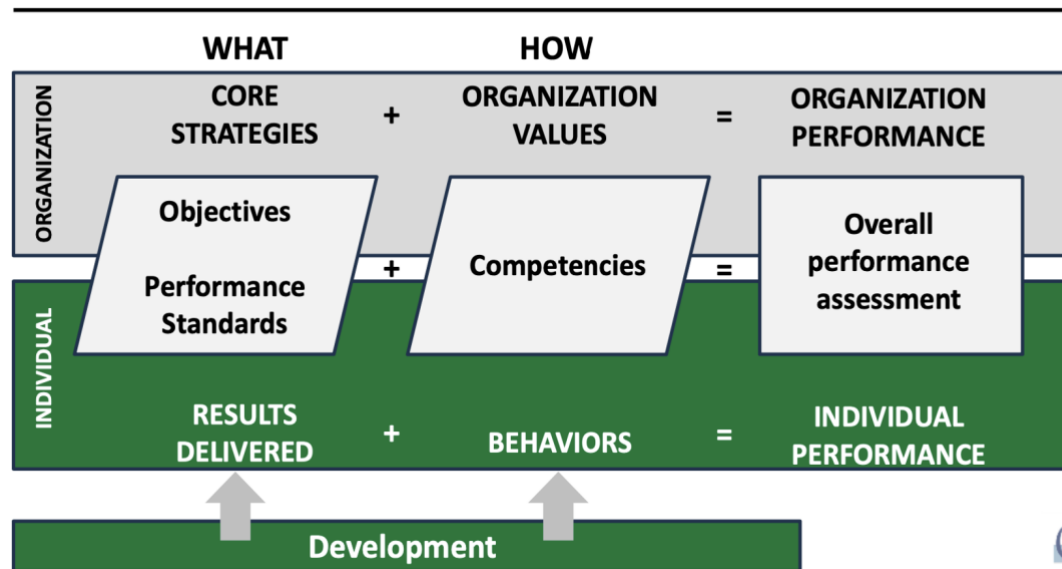 WHAT HOW
ORGANIZATION
CORE
STRATEGIES
+
ORGANIZATION
VALUES
=
ORGANIZATION
PERFORMANCE
Objectives
Performance
Standards
+
Competencies
=
Overall
performance
assessment
INDIVIDUAL
RESULTS
DELIVERED
+
BEHAVIORS
=
INDIVIDUAL
PERFORMANCE
Development